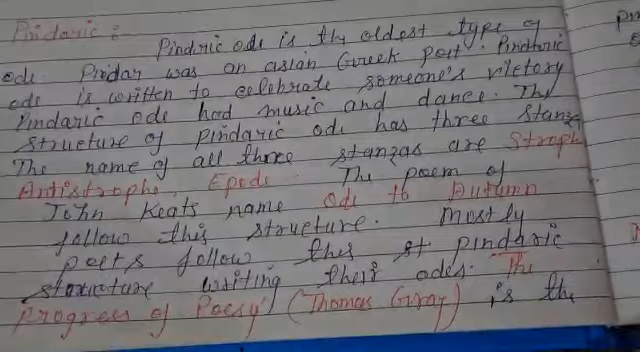 Pindaric :-
Pindaric ode is the oldest type of
ode. Pindar was an asian Greek poet. Pindaric
ode is written to celebrate someone's victory
Pindaric ode had music and dance. The
structure of pindaric ode has three stanza
The name of all three stanzas are Stroph
Antistrophe, Epode. The poem of
John Keats name Ode to Autumn
follow this structure. Mostly
poets follow this st pindaric
structure writing their odes. The
progress of Poesy' (Thomas Gray) is the